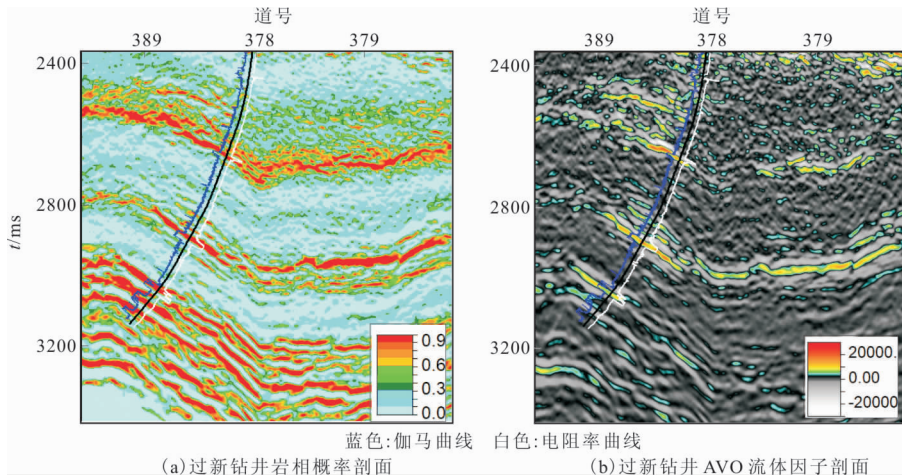 道号
道号
389 378 379
389 378 379
2400
2400
t/ms
2800
2800
3200
3200
0.9
0.6
0.3
0.0
20000.
0.00
-20000
蓝色:伽马曲线 白色:电阻率曲线
(a)过新钻井岩相概率剖面
(b)过新钻井 AVO 流体因子剖面